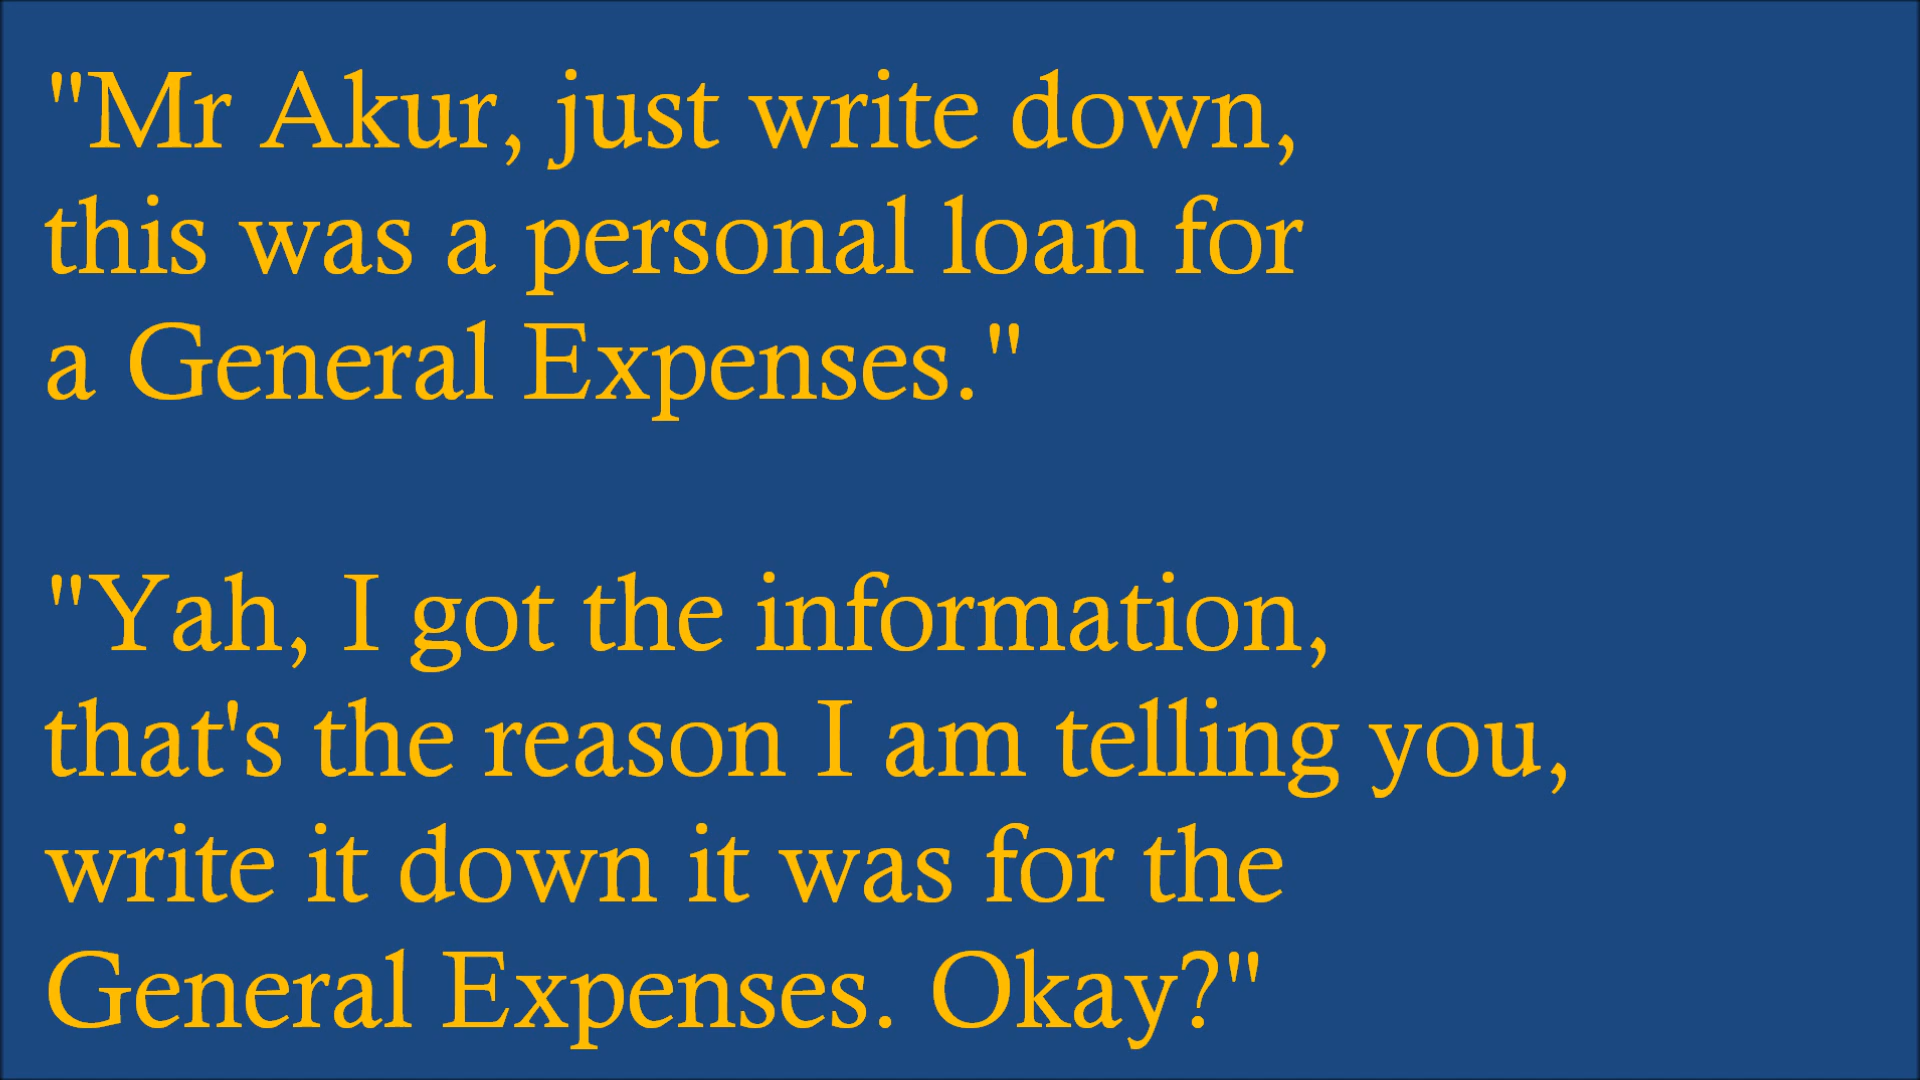 "Mr Akur, just write down,
this was a personal loan for
a General Expenses."
"Yah, I got the information,
that's the reason I am telling you,
write it down it was for the
General Expenses. Okay?"